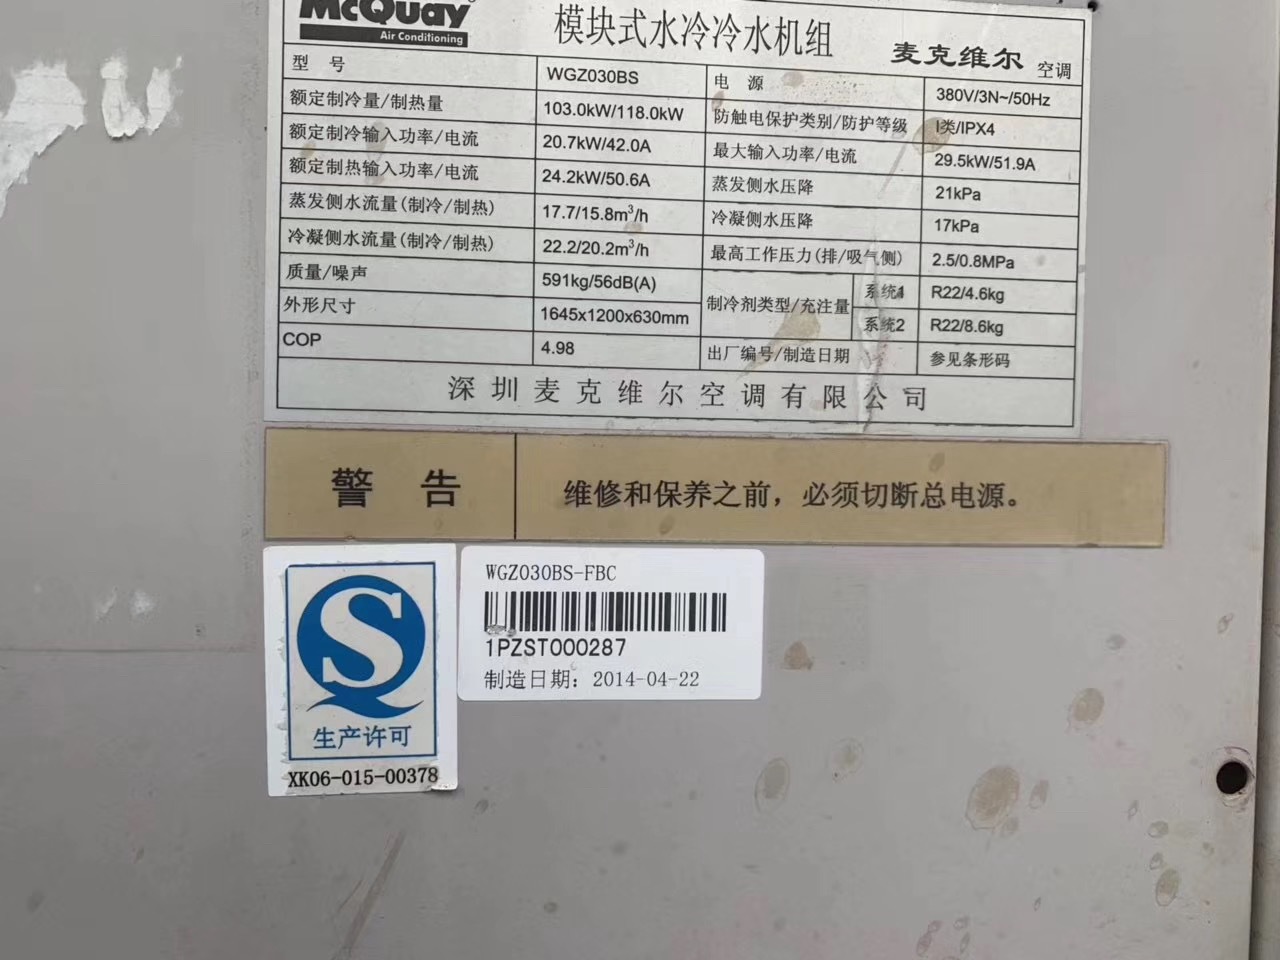 McQuay
Air Conditioning
模块式水冷冷水机组
麦克维尔 空调
型 号 WGZ030BS 电 源 380V/3N~/50Hz
额定制冷量/制热量 103.0kW/118.0kW 防触电保护类别/防护等级 I类/IPX4
额定制冷输入功率/电流 20.7kW/42.0A 最大输入功率/电流 29.5kW/51.9A
额定制热输入功率/电流 24.2kW/50.6A 蒸发侧水压降 21kPa
蒸发侧水流量(制冷/制热) 17.7/15.8m³/h 冷凝侧水压降 17kPa
冷凝侧水流量(制冷/制热) 22.2/20.2m³/h 最高工作压力(排/吸气侧) 2.5/0.8MPa
质量/噪声 591kg/56dB(A) 制冷剂类型/充注量 系统1 R22/4.6kg
外形尺寸 1645x1200x630mm 系统2 R22/8.6kg
COP 4.98 出厂编号/制造日期 参见条形码
深圳麦克维尔空调有限公司
警 告 维修和保养之前，必须切断总电源。
生产许可
XK06-015-00378
WGZ030BS-FBC
1PZST000287
制造日期：2014-04-22